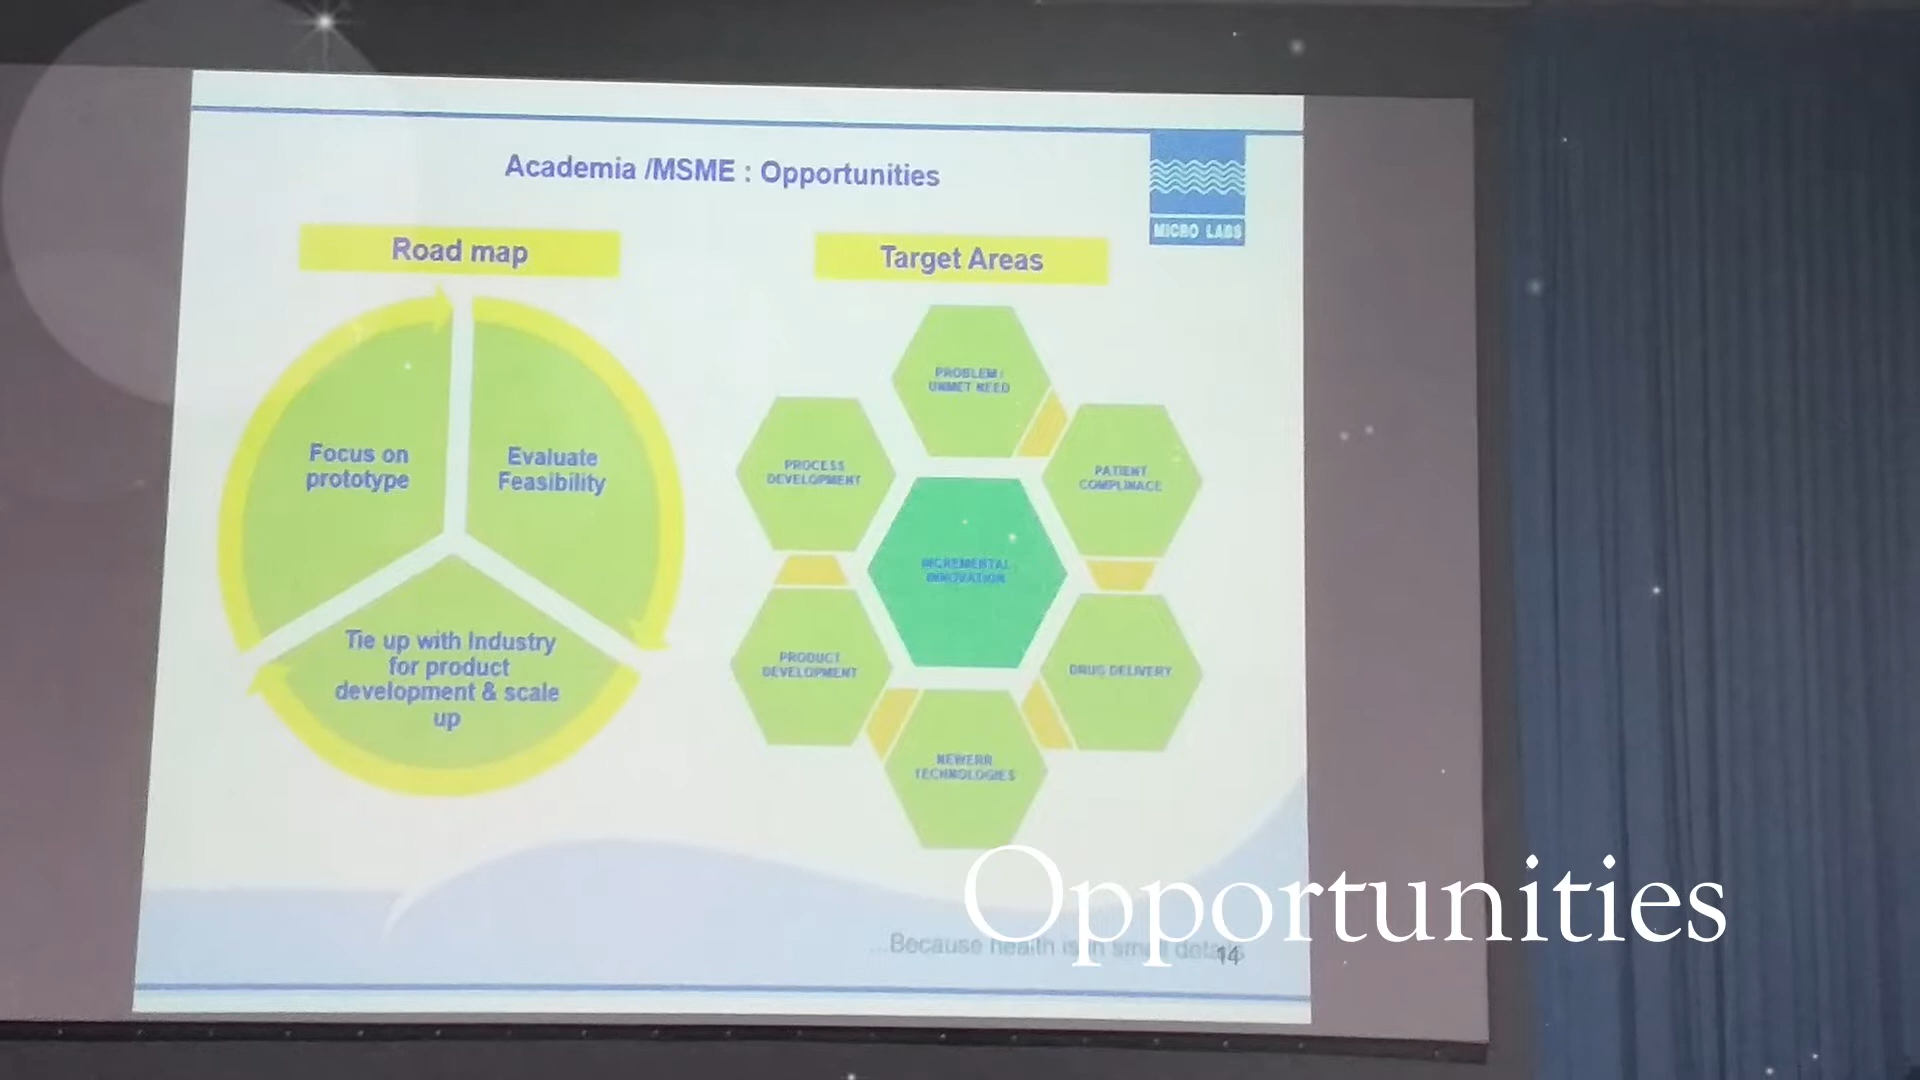 Academia /MSME : Opportunities
MICRO LABS
Road map
Focus on
prototype
Evaluate
Feasibility
Tie up with Industry
for product
development & scale
up
Target Areas
PROBLEM /
UNMET NEED
PATIENT
COMPLINACE
DRUG DELIVERY
NEWERR
TECHNOLOGIES
PRODUCT
DEVELOPMENT
PROCESS
DEVELOPMENT
INCREMENTAL
INNOVATION
...Because health is in small details
14
Opportunities